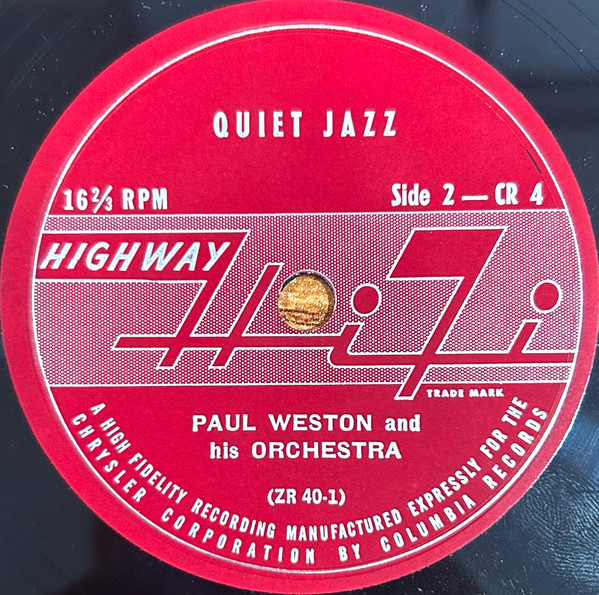 QUIET JAZZ
16⅔ RPM
Side 2 — CR 4
HIGHWAY
Hi Fi
TRADE MARK
PAUL WESTON and
his ORCHESTRA
(ZR 40-1)
A HIGH FIDELITY RECORDING MANUFACTURED EXPRESSLY FOR THE
CHRYSLER CORPORATION BY COLUMBIA RECORDS